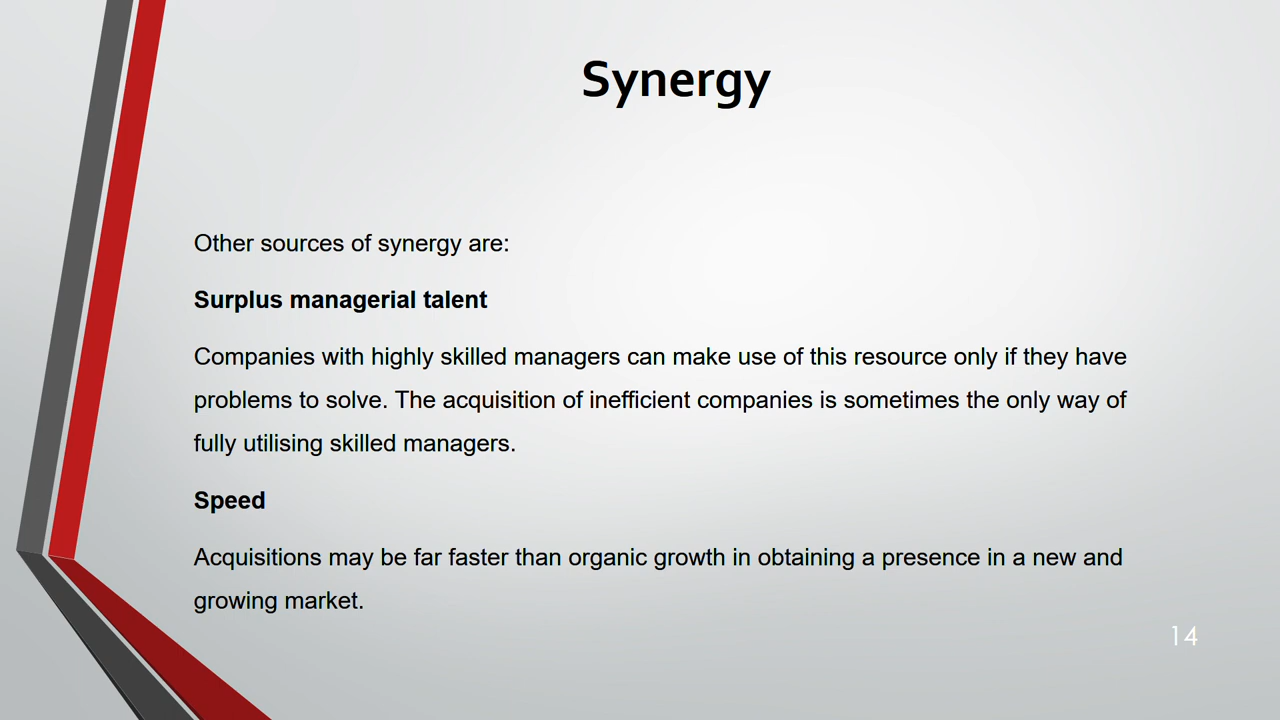 Synergy
Other sources of synergy are:
Surplus managerial talent
Companies with highly skilled managers can make use of this resource only if they have
problems to solve. The acquisition of inefficient companies is sometimes the only way of
fully utilising skilled managers.
Speed
Acquisitions may be far faster than organic growth in obtaining a presence in a new and
growing market.
14